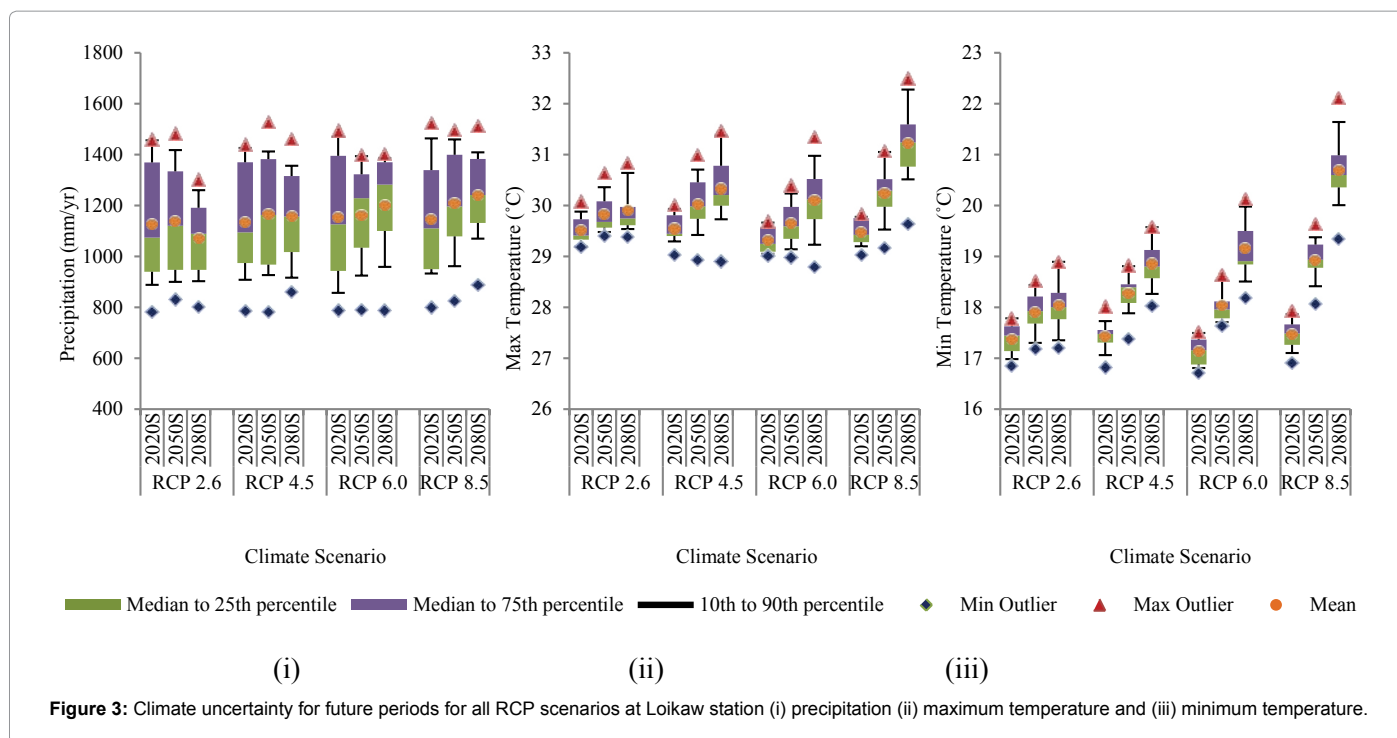 1800
1600
1400
1200
1000
800
600
400
Precipitation (mm/yr)
2020S 2050S 2080S 2020S 2050S 2080S 2020S 2050S 2080S 2020S 2050S 2080S
RCP 2.6 RCP 4.5 RCP 6.0 RCP 8.5
Climate Scenario
33
32
31
30
29
28
27
26
Max Temperature (˚C)
2020S 2050S 2080S 2020S 2050S 2080S 2020S 2050S 2080S 2020S 2050S 2080S
RCP 2.6 RCP 4.5 RCP 6.0 RCP 8.5
Climate Scenario
23
22
21
20
19
18
17
16
Min Temperature (˚C)
2020S 2050S 2080S 2020S 2050S 2080S 2020S 2050S 2080S 2020S 2050S 2080S
RCP 2.6 RCP 4.5 RCP 6.0 RCP 8.5
Climate Scenario
Median to 25th percentile Median to 75th percentile 10th to 90th percentile Min Outlier Max Outlier Mean
(i) (ii) (iii)
Figure 3: Climate uncertainty for future periods for all RCP scenarios at Loikaw station (i) precipitation (ii) maximum temperature and (iii) minimum temperature.